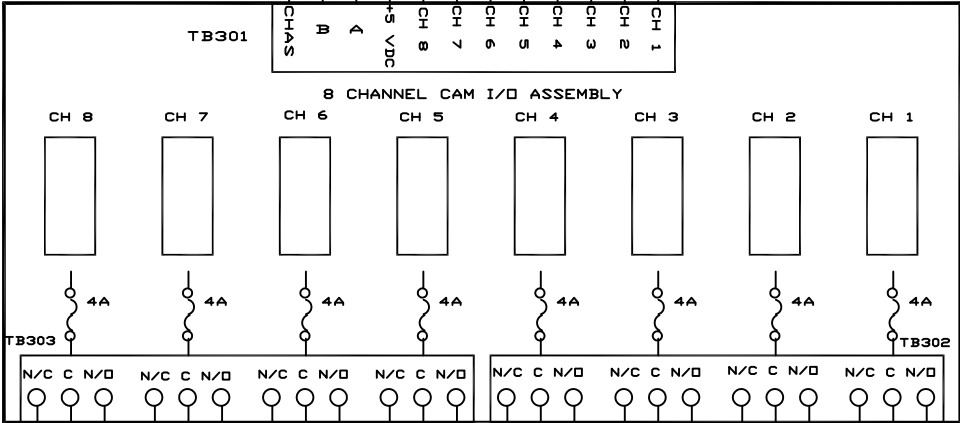 TB301
CHAS B A +5 VDC CH 8 CH 7 CH 6 CH 5 CH 4 CH 3 CH 2 CH 1
8 CHANNEL CAM I/O ASSEMBLY
CH 8 CH 7 CH 6 CH 5 CH 4 CH 3 CH 2 CH 1
4A 4A 4A 4A 4A 4A 4A 4A
TB303 TB302
N/C C N/O N/C C N/O N/C C N/O N/C C N/O N/C C N/O N/C C N/O N/C C N/O N/C C N/O